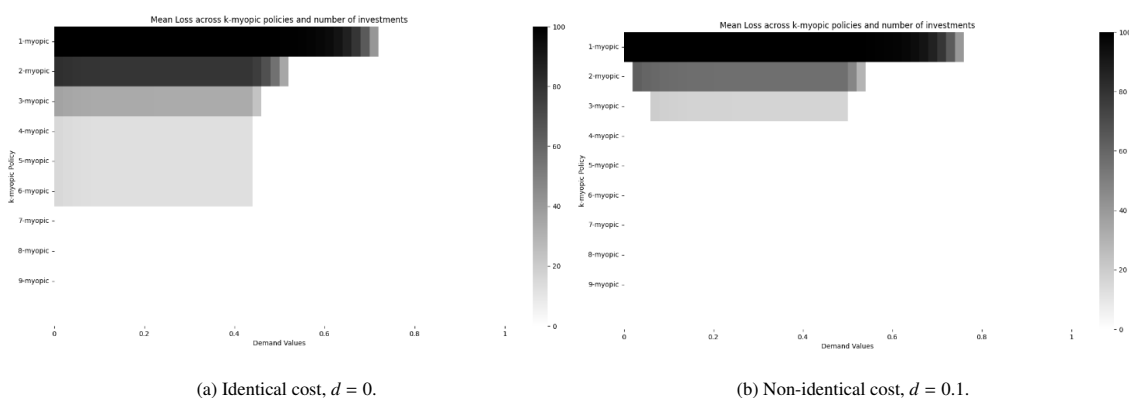 Mean Loss across k-myopic policies and number of investments
1-myopic
2-myopic
3-myopic
4-myopic
5-myopic
6-myopic
7-myopic
8-myopic
9-myopic
k-myopic Policy
0
0.2
0.4
0.6
0.8
1
Demand Values
100
80
60
40
20
0
(a) Identical cost, d = 0.
Mean Loss across k-myopic policies and number of investments
1-myopic
2-myopic
3-myopic
4-myopic
5-myopic
6-myopic
7-myopic
8-myopic
9-myopic
k-myopic Policy
0
0.2
0.4
0.6
0.8
1
Demand Values
100
80
60
40
20
0
(b) Non-identical cost, d = 0.1.